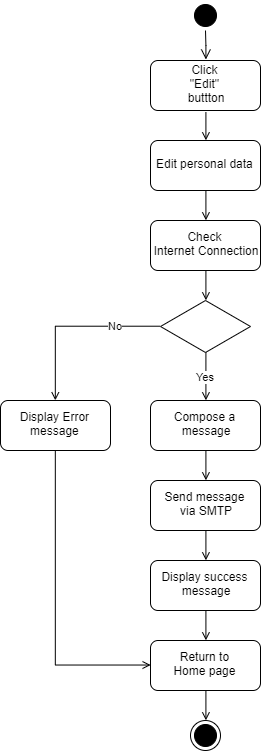 Click
"Edit"
buttton
Edit personal data
Check
Internet Connection
No
Yes
Display Error
message
Compose a
message
Send message
via SMTP
Display success
message
Return to
Home page